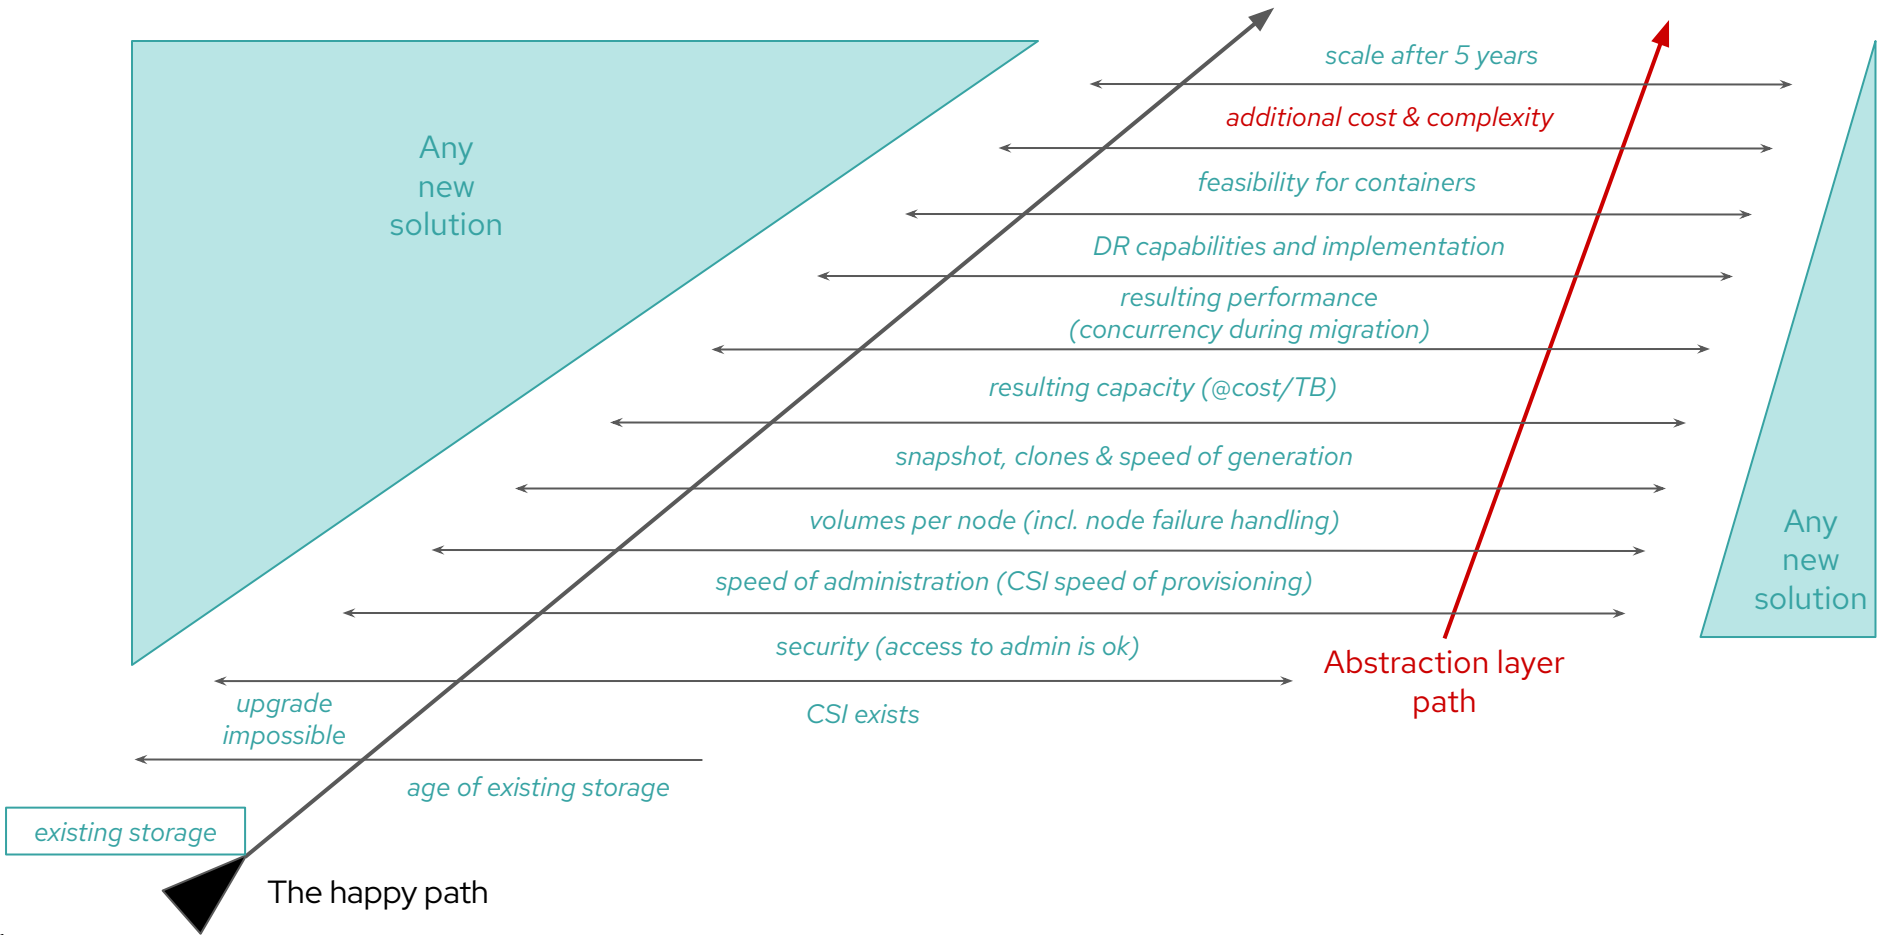 scale after 5 years
additional cost & complexity
Any
new
solution
feasibility for containers
DR capabilities and implementation
resulting performance
(concurrency during migration)
resulting capacity (@cost/TB)
snapshot, clones & speed of generation
volumes per node (incl. node failure handling)
Any
new
solution
speed of administration (CSI speed of provisioning)
security (access to admin is ok)
Abstraction layer
path
upgrade
impossible
CSI exists
age of existing storage
existing storage
The happy path